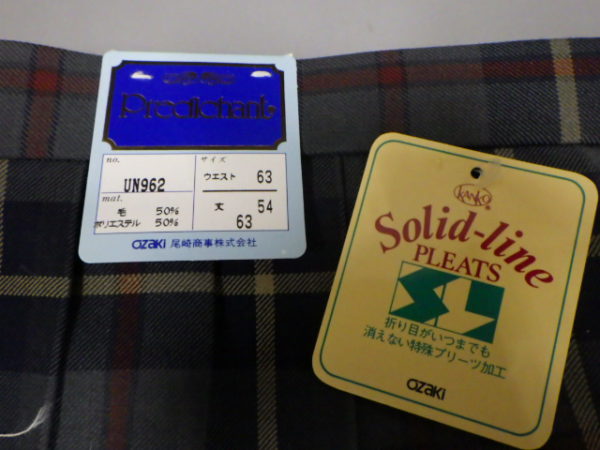 Predichant
no.
UN962
mat.
毛 50%
ポリエステル 50%
サイズ
ウエスト 63
丈 54
63
ozaki 尾崎商事株式会社
KANKO ®
Solid-line
PLEATS
折り目がいつまでも
消えない特殊プリーツ加工
ozaki